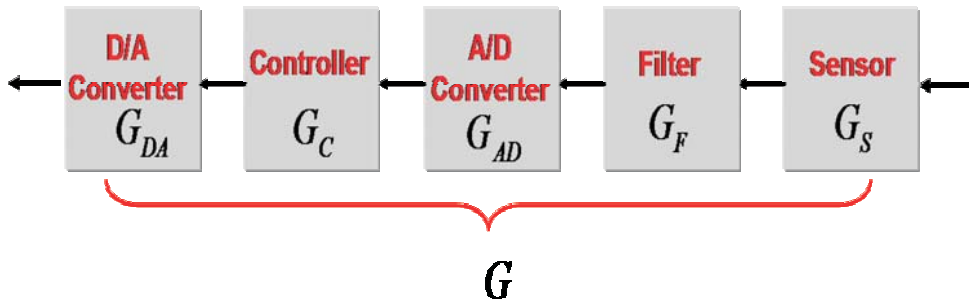 D/A
Converter
G_DA
Controller
G_C
A/D
Converter
G_AD
Filter
G_F
Sensor
G_S
G